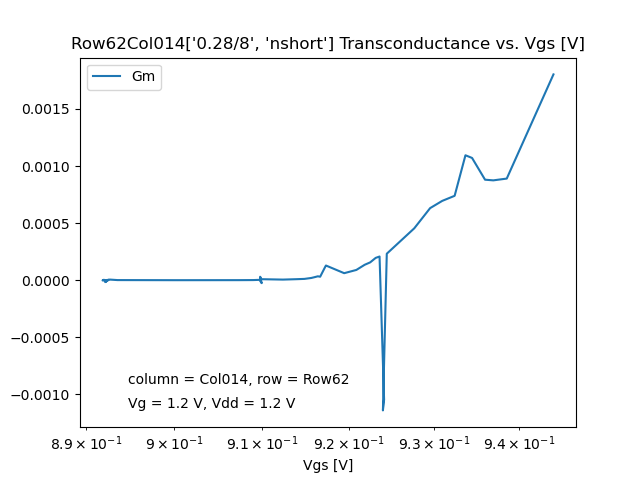 Row62Col014['0.28/8', 'nshort'] Transconductance vs. Vgs [V]
Gm
0.0015
0.0010
0.0005
0.0000
−0.0005
−0.0010
column = Col014, row = Row62
Vg = 1.2 V, Vdd = 1.2 V
8.9 × 10⁻¹ 9 × 10⁻¹ 9.1 × 10⁻¹ 9.2 × 10⁻¹ 9.3 × 10⁻¹ 9.4 × 10⁻¹
Vgs [V]